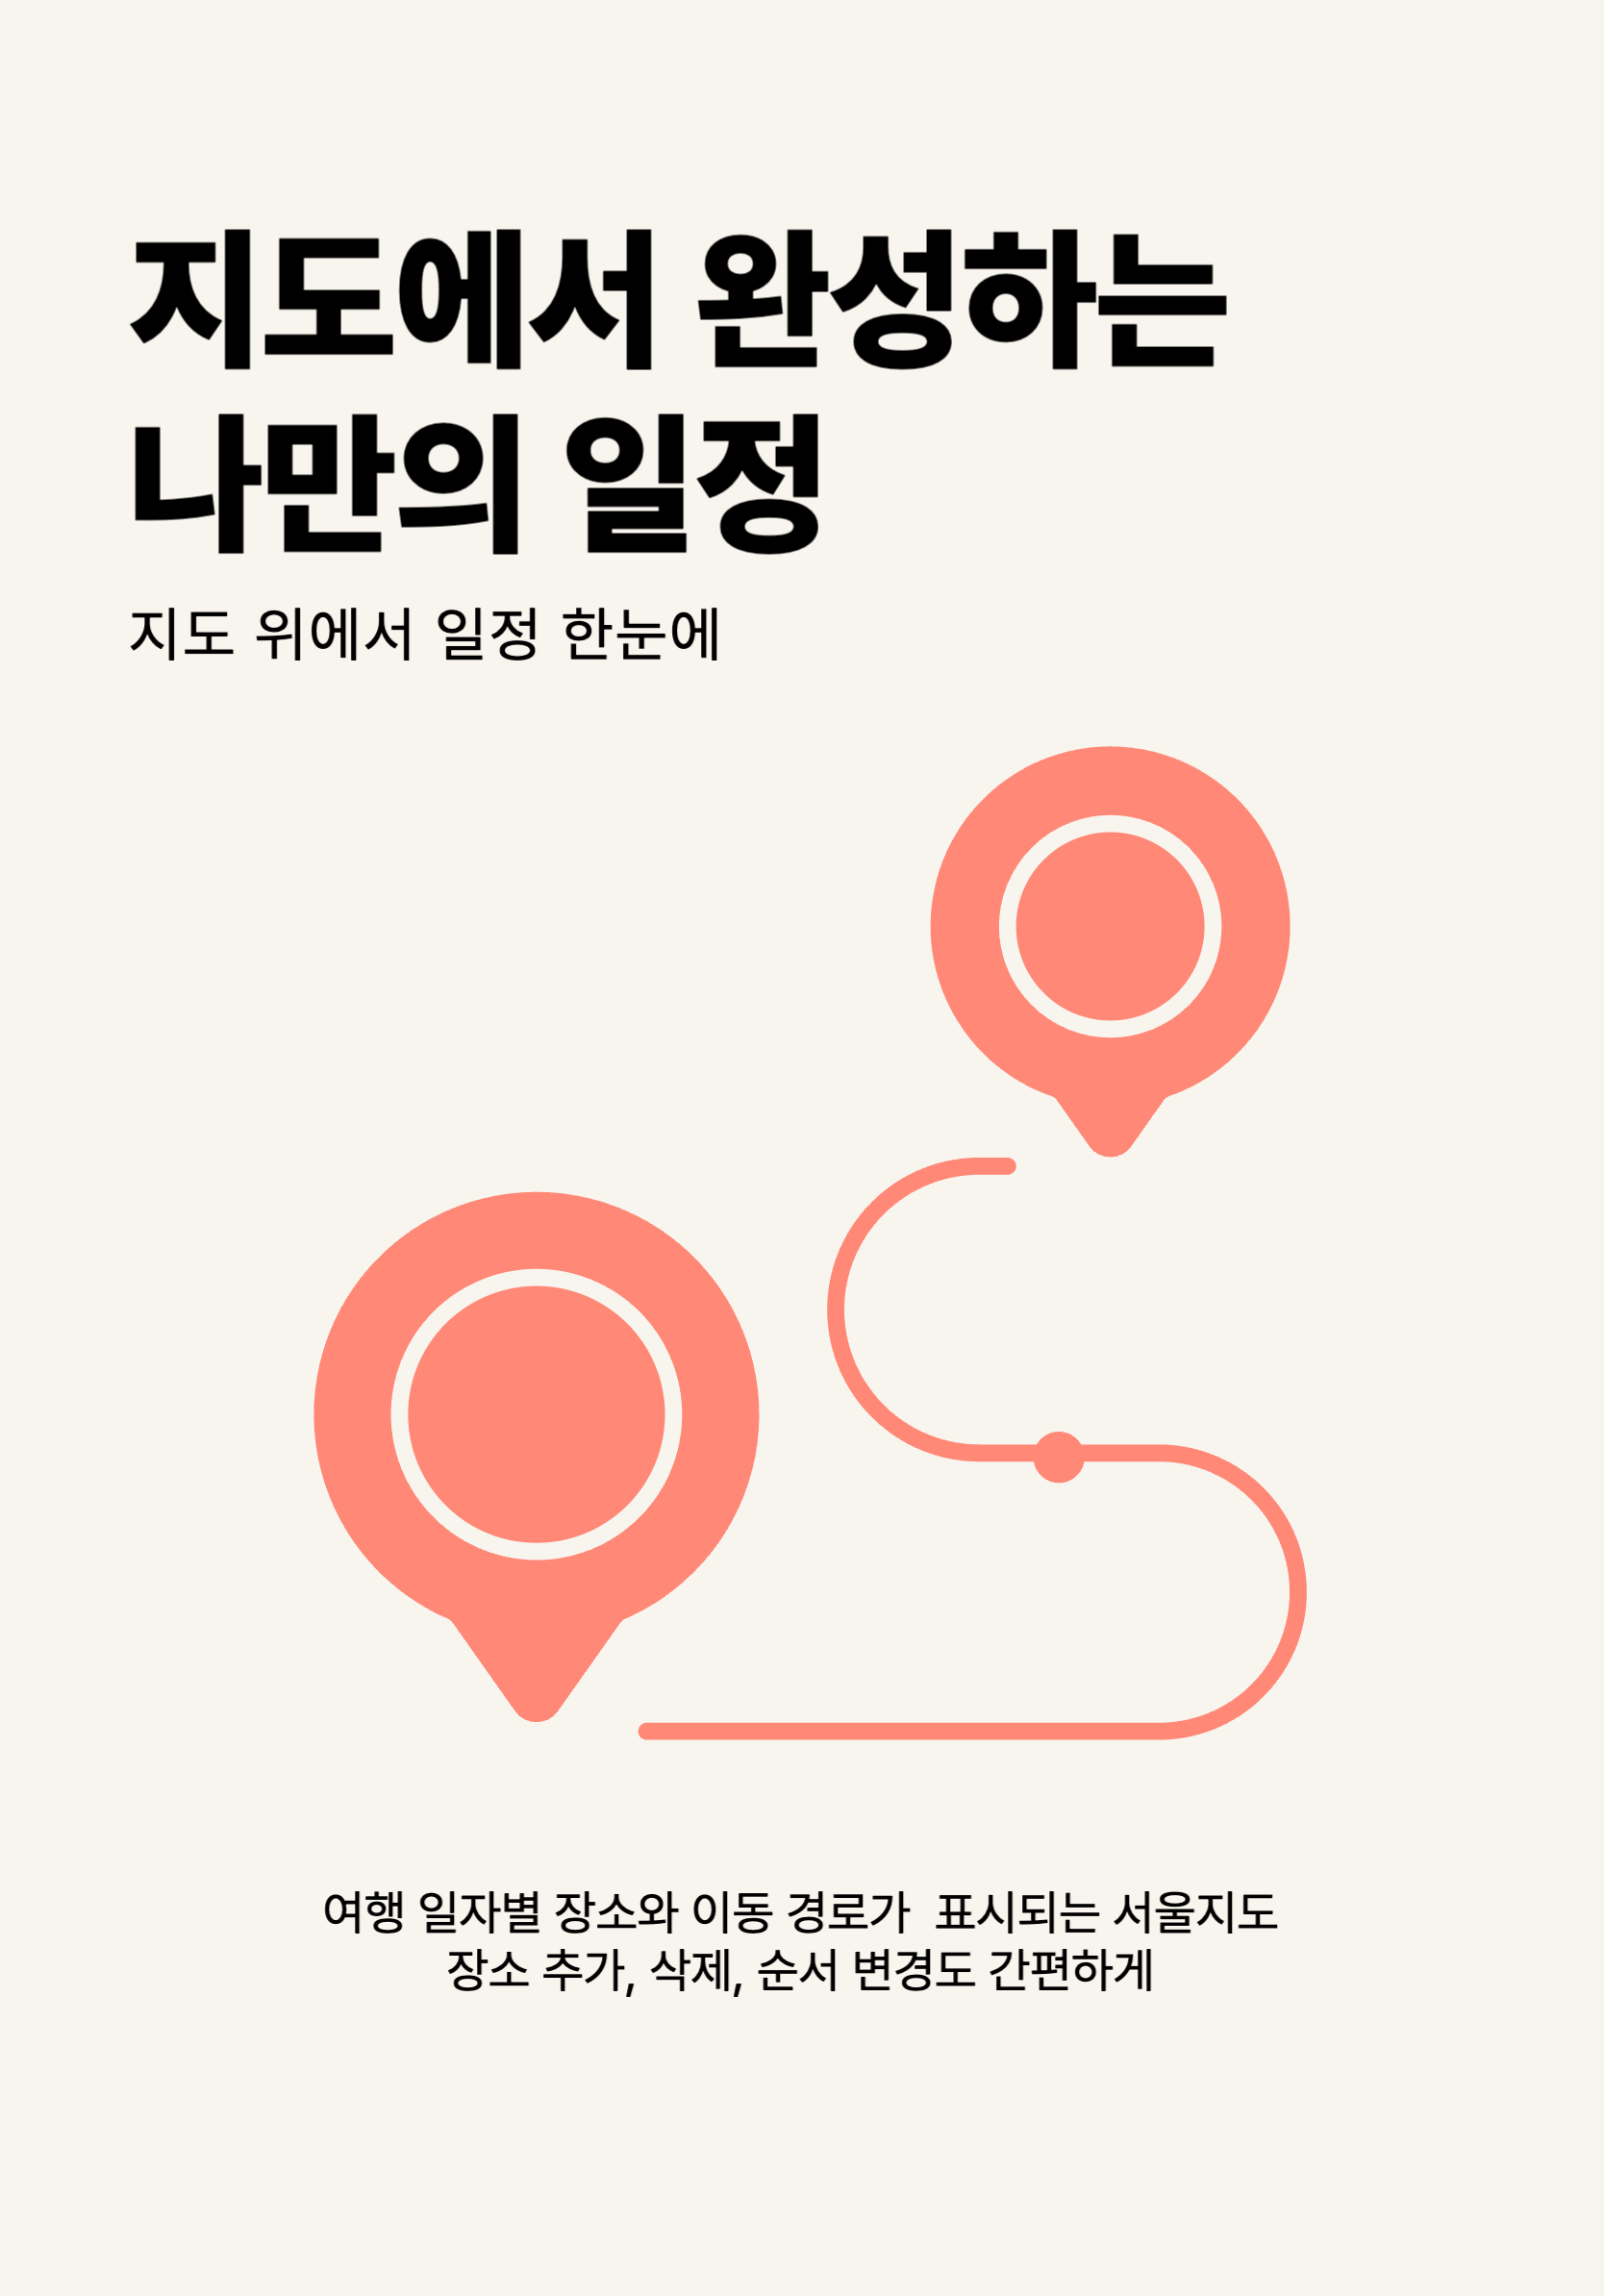 지도에서 완성하는
나만의 일정
지도 위에서 일정 한눈에
여행 일자별 장소와 이동 경로가  표시되는 서울지도
장소 추가, 삭제, 순서 변경도 간편하게